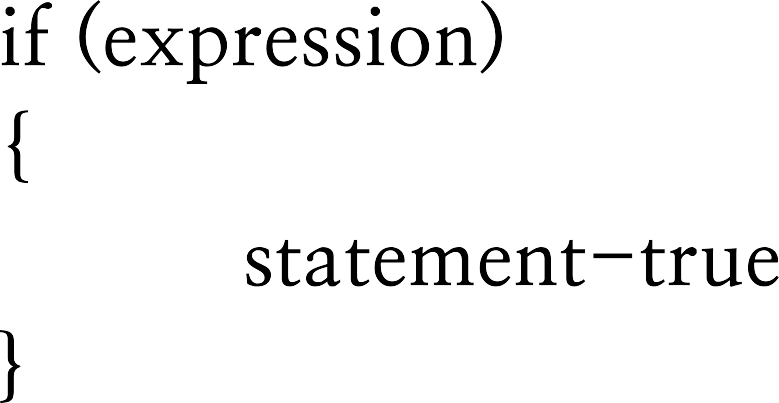 if (expression)
{
statement-true
}